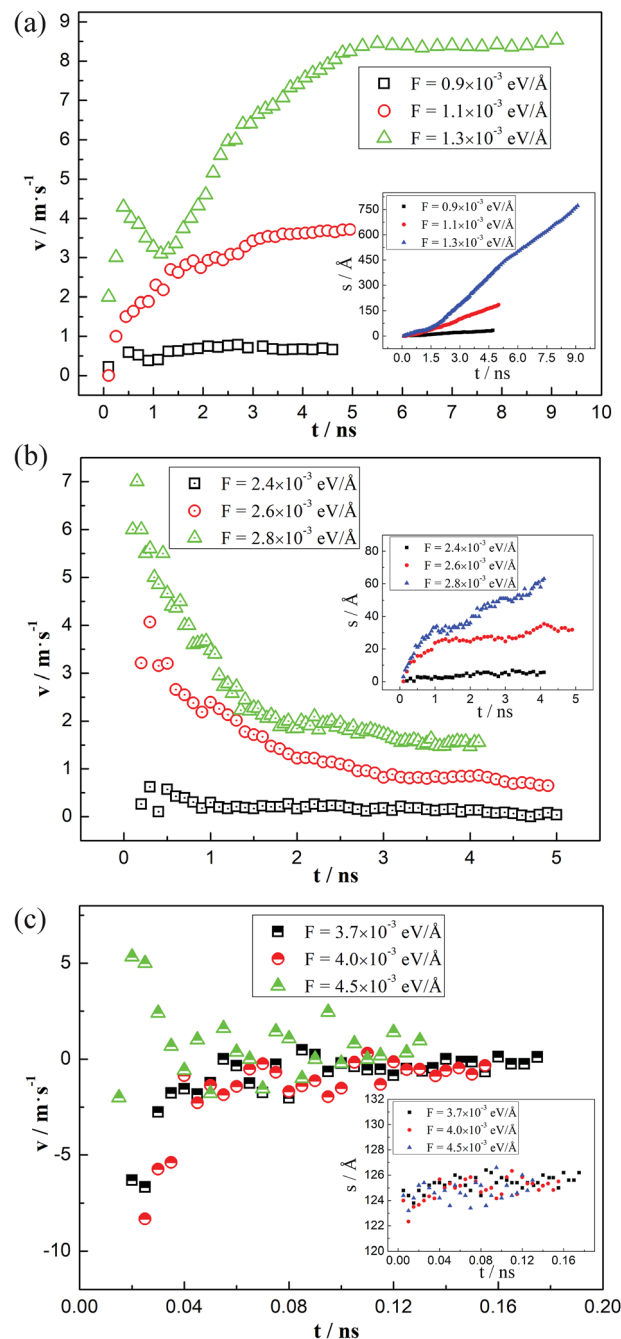 (a)
9
8
7
6
5
4
3
2
1
0
v / m·s⁻¹
F = 0.9×10⁻³ eV/Å
F = 1.1×10⁻³ eV/Å
F = 1.3×10⁻³ eV/Å
750
600
450
300
150
0
s / Å
F = 0.9×10⁻³ eV/Å
F = 1.1×10⁻³ eV/Å
F = 1.3×10⁻³ eV/Å
0.0 1.5 3.0 4.5 6.0 7.5 9.0
t / ns
0 1 2 3 4 5 6 7 8 9 10
t / ns
(b)
7
6
5
4
3
2
1
0
v / m·s⁻¹
F = 2.4×10⁻³ eV/Å
F = 2.6×10⁻³ eV/Å
F = 2.8×10⁻³ eV/Å
80
60
40
20
0
s / Å
F = 2.4×10⁻³ eV/Å
F = 2.6×10⁻³ eV/Å
F = 2.8×10⁻³ eV/Å
0 1 2 3 4 5
t / ns
0 1 2 3 4 5
t / ns
(c)
5
0
-5
-10
v / m·s⁻¹
F = 3.7×10⁻³ eV/Å
F = 4.0×10⁻³ eV/Å
F = 4.5×10⁻³ eV/Å
132
130
128
126
124
122
120
s / Å
F = 3.7×10⁻³ eV/Å
F = 4.0×10⁻³ eV/Å
F = 4.5×10⁻³ eV/Å
0.00 0.04 0.08 0.12 0.16
t / ns
0.00 0.04 0.08 0.12 0.16 0.20
t / ns